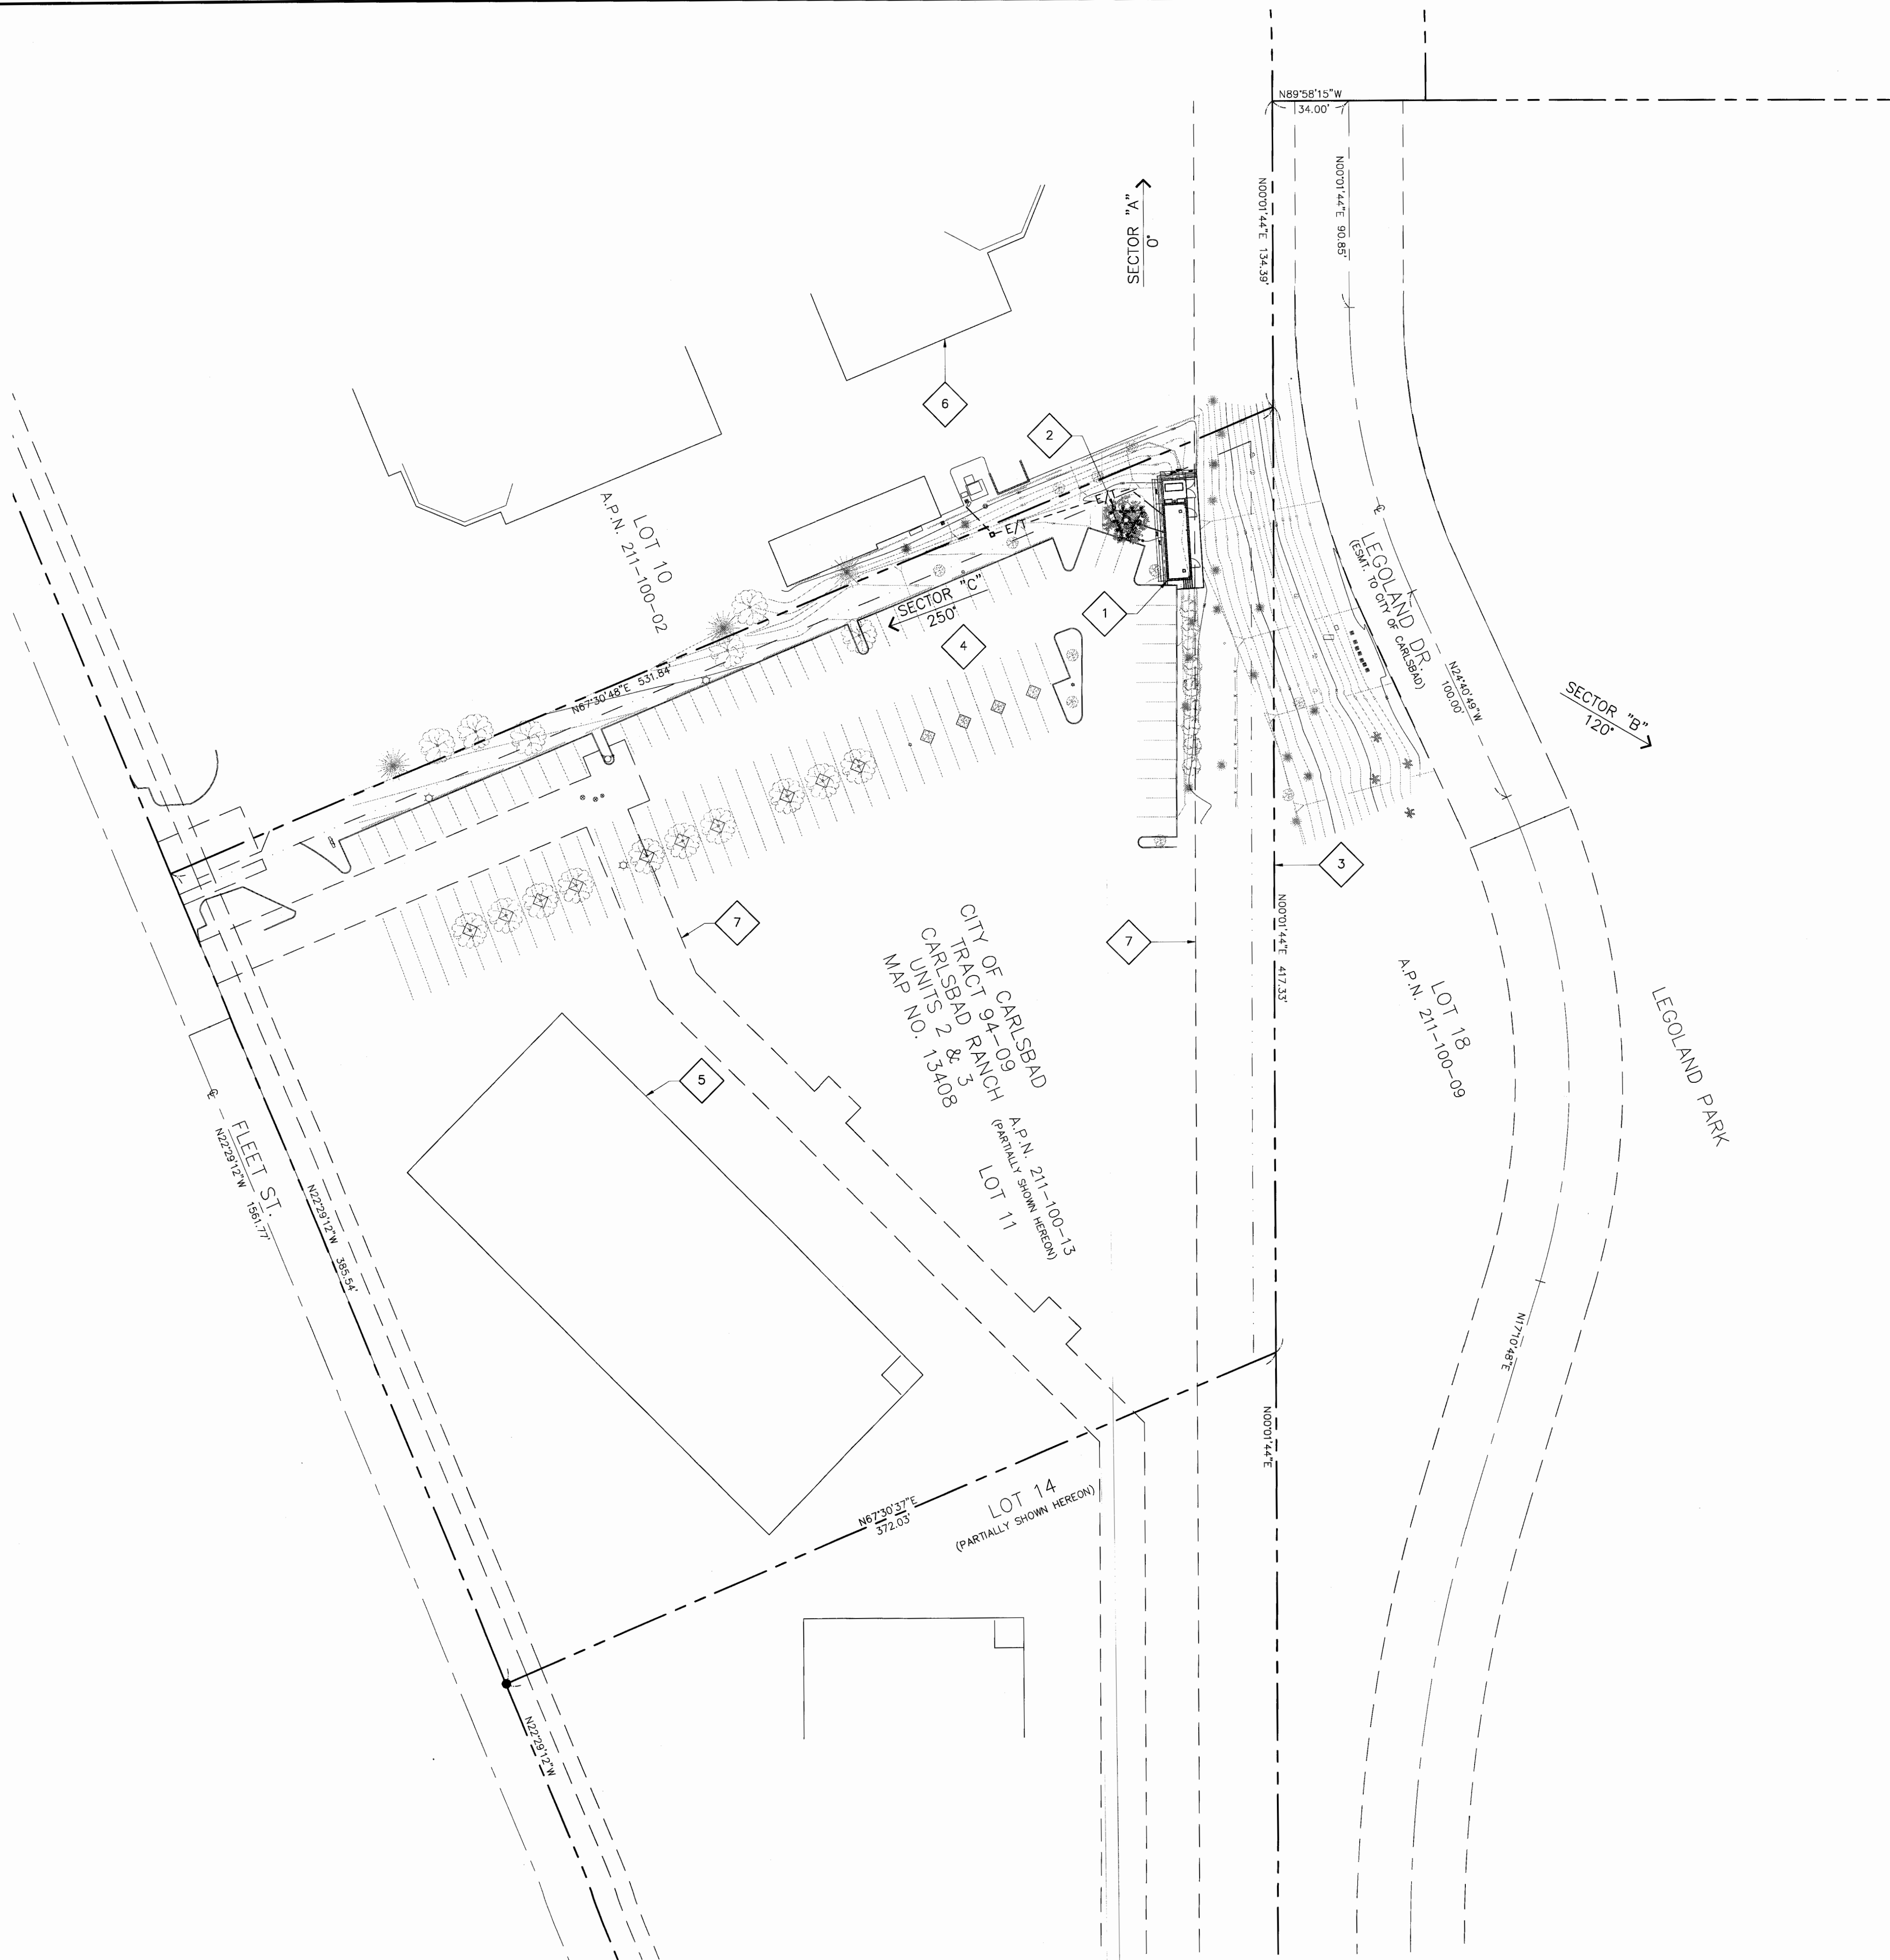 N89°58'15"W
34.00'
N00°01'44"E 90.85'
N00°01'44"E 134.39'
SECTOR "A"
0°
6
2
LOT 10
A.P.N. 211-100-02
E/T
E/T
SECTOR "C"
250°
1
4
LEGOLAND DR.
(ESMT. TO CITY OF CARLSBAD)
N24°40'49"W
100.00'
SECTOR "B"
120°
N67°30'48"E 531.84'
3
7
7
N00°01'44"E 417.33'
CITY OF CARLSBAD
TRACT 94-09
CARLSBAD RANCH
UNITS 2 & 3
MAP NO. 13408
A.P.N. 211-100-13
(PARTIALLY SHOWN HEREON)
LOT 11
LOT 18
A.P.N. 211-100-09
LEGOLAND PARK
5
FLEET ST.
N22°29'12"W 1561.77'
N22°29'12"W 385.54'
N17°10'48"E
N00°01'44"E
N67°30'37"E
372.03'
LOT 14
(PARTIALLY SHOWN HEREON)
N22°29'12"W